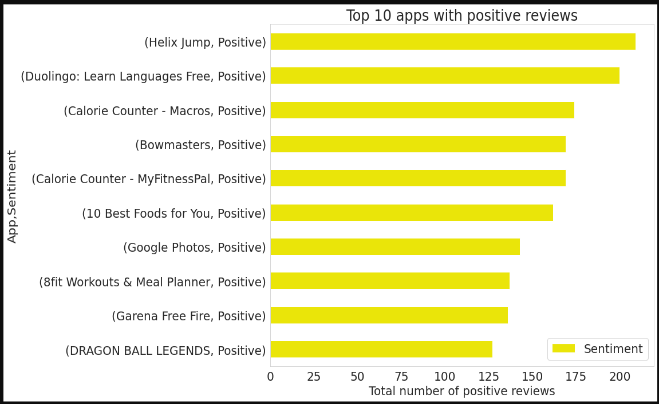 Top 10 apps with positive reviews
(Helix Jump, Positive)
(Duolingo: Learn Languages Free, Positive)
(Calorie Counter - Macros, Positive)
(Bowmasters, Positive)
(Calorie Counter - MyFitnessPal, Positive)
(10 Best Foods for You, Positive)
(Google Photos, Positive)
(8fit Workouts & Meal Planner, Positive)
(Garena Free Fire, Positive)
(DRAGON BALL LEGENDS, Positive)
App,Sentiment
Sentiment
0 25 50 75 100 125 150 175 200
Total number of positive reviews